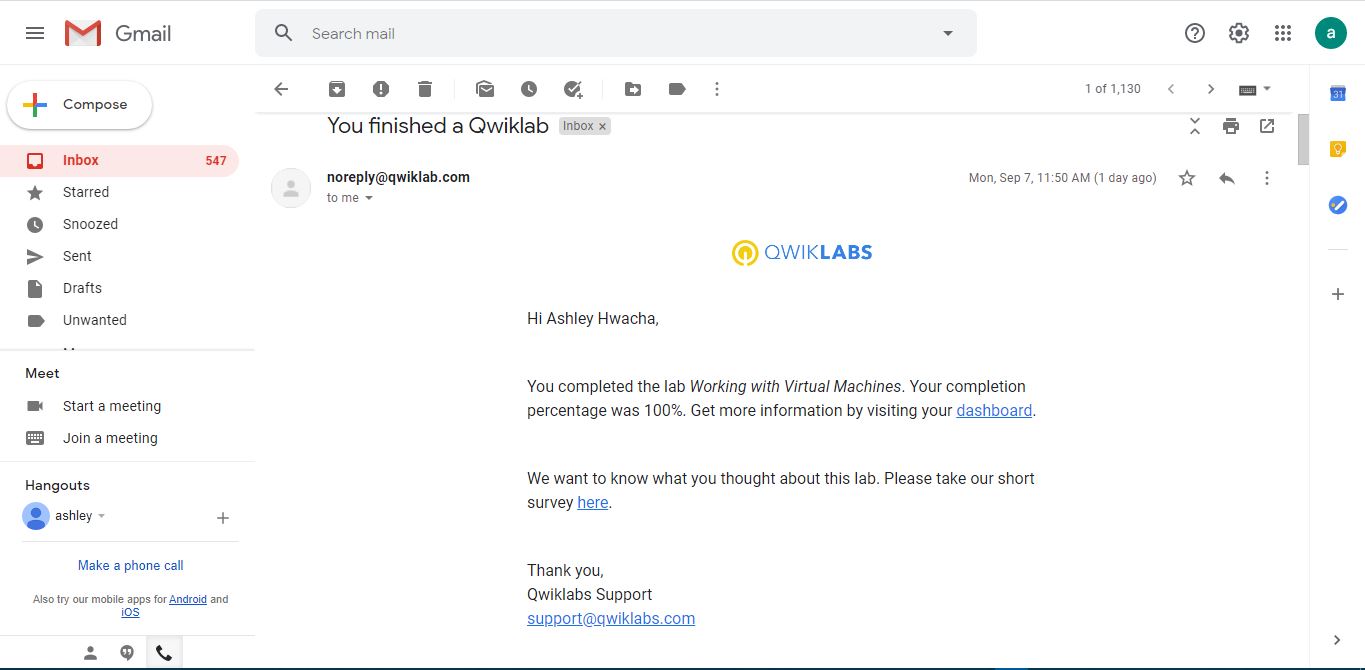 Gmail
Search mail
a
Compose
1 of 1,130
31
You finished a Qwiklab Inbox x
Inbox 547
Starred
Snoozed
Sent
Drafts
Unwanted
noreply@qwiklab.com
Mon, Sep 7, 11:50 AM (1 day ago)
to me
QWIKLABS
Hi Ashley Hwacha,
You completed the lab Working with Virtual Machines. Your completion
percentage was 100%. Get more information by visiting your dashboard.
We want to know what you thought about this lab. Please take our short
survey here.
Thank you,
Qwiklabs Support
support@qwiklabs.com
Meet
Start a meeting
Join a meeting
Hangouts
ashley
Make a phone call
Also try our mobile apps for Android and
iOS